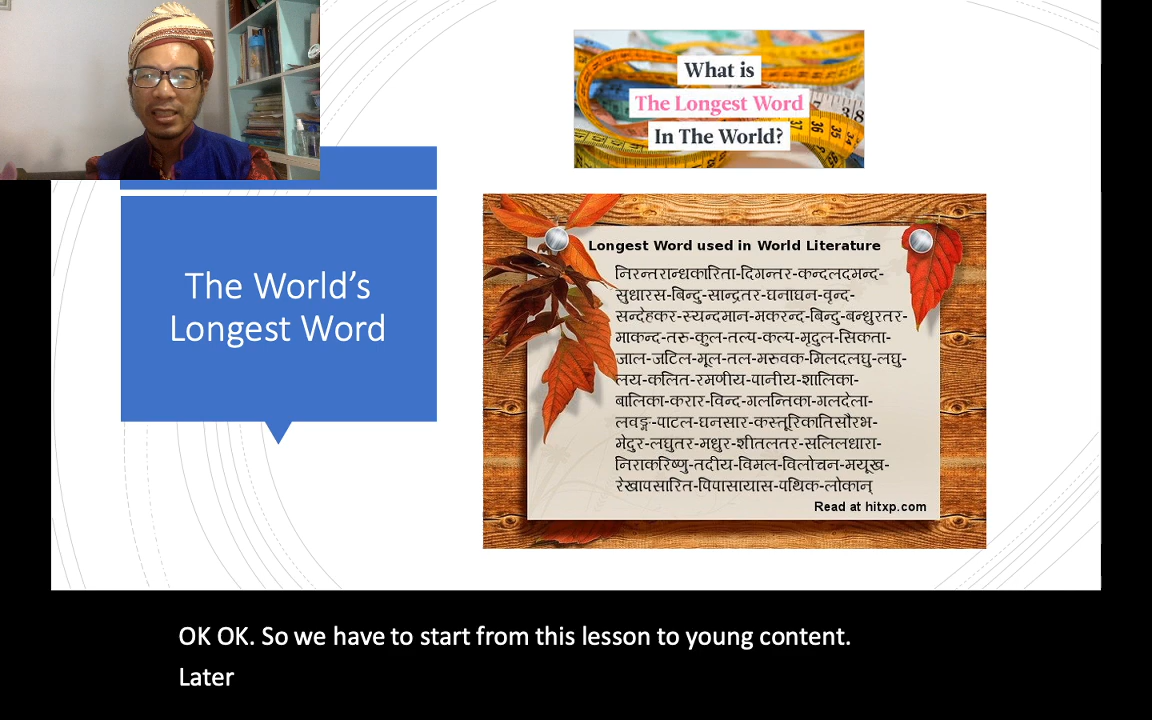 What is
The Longest Word
In The World?
The World’s
Longest Word
Longest Word used in World Literature
निरन्तरान्धकारिता-दिगन्तर-कन्दलदमन्द-
सुधारस-बिन्दु-सान्द्रतर-घनाघन-वृन्द-
सन्देहकर-स्यन्दमान-मकरन्द-बिन्दु-बन्धुरतर-
माकन्द-तरु-कुल-तल्प-कल्प-मृदुल-सिकता-
जाल-जटिल-मूल-तल-मरुवक-मिलदलघु-लघु-
लय-कलित-रमणीय-पानीय-शालिका-
बालिका-करार-विन्द-गलन्तिका-गलदेला-
लवङ्ग-पाटल-घनसार-कस्तूरिकातिसौरभ-
मेदुर-लघुतर-मधुर-शीतलतर-सलिलधारा-
निराकरिष्णु-तदीय-विमल-विलोचन-मयूख-
रेखापसारित-पिपासायास-पथिक-लोकान्
Read at hitxp.com
OK OK. So we have to start from this lesson to young content.
Later